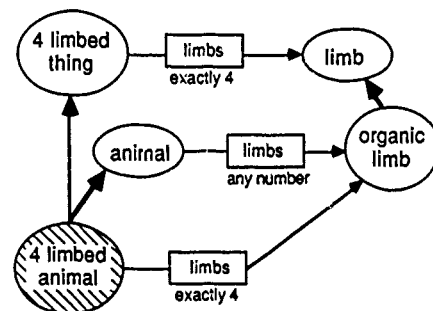 4 limbed
thing
limbs
exactly 4
limb
animal
limbs
any number
organic
limb
4 limbed
animal
limbs
exactly 4